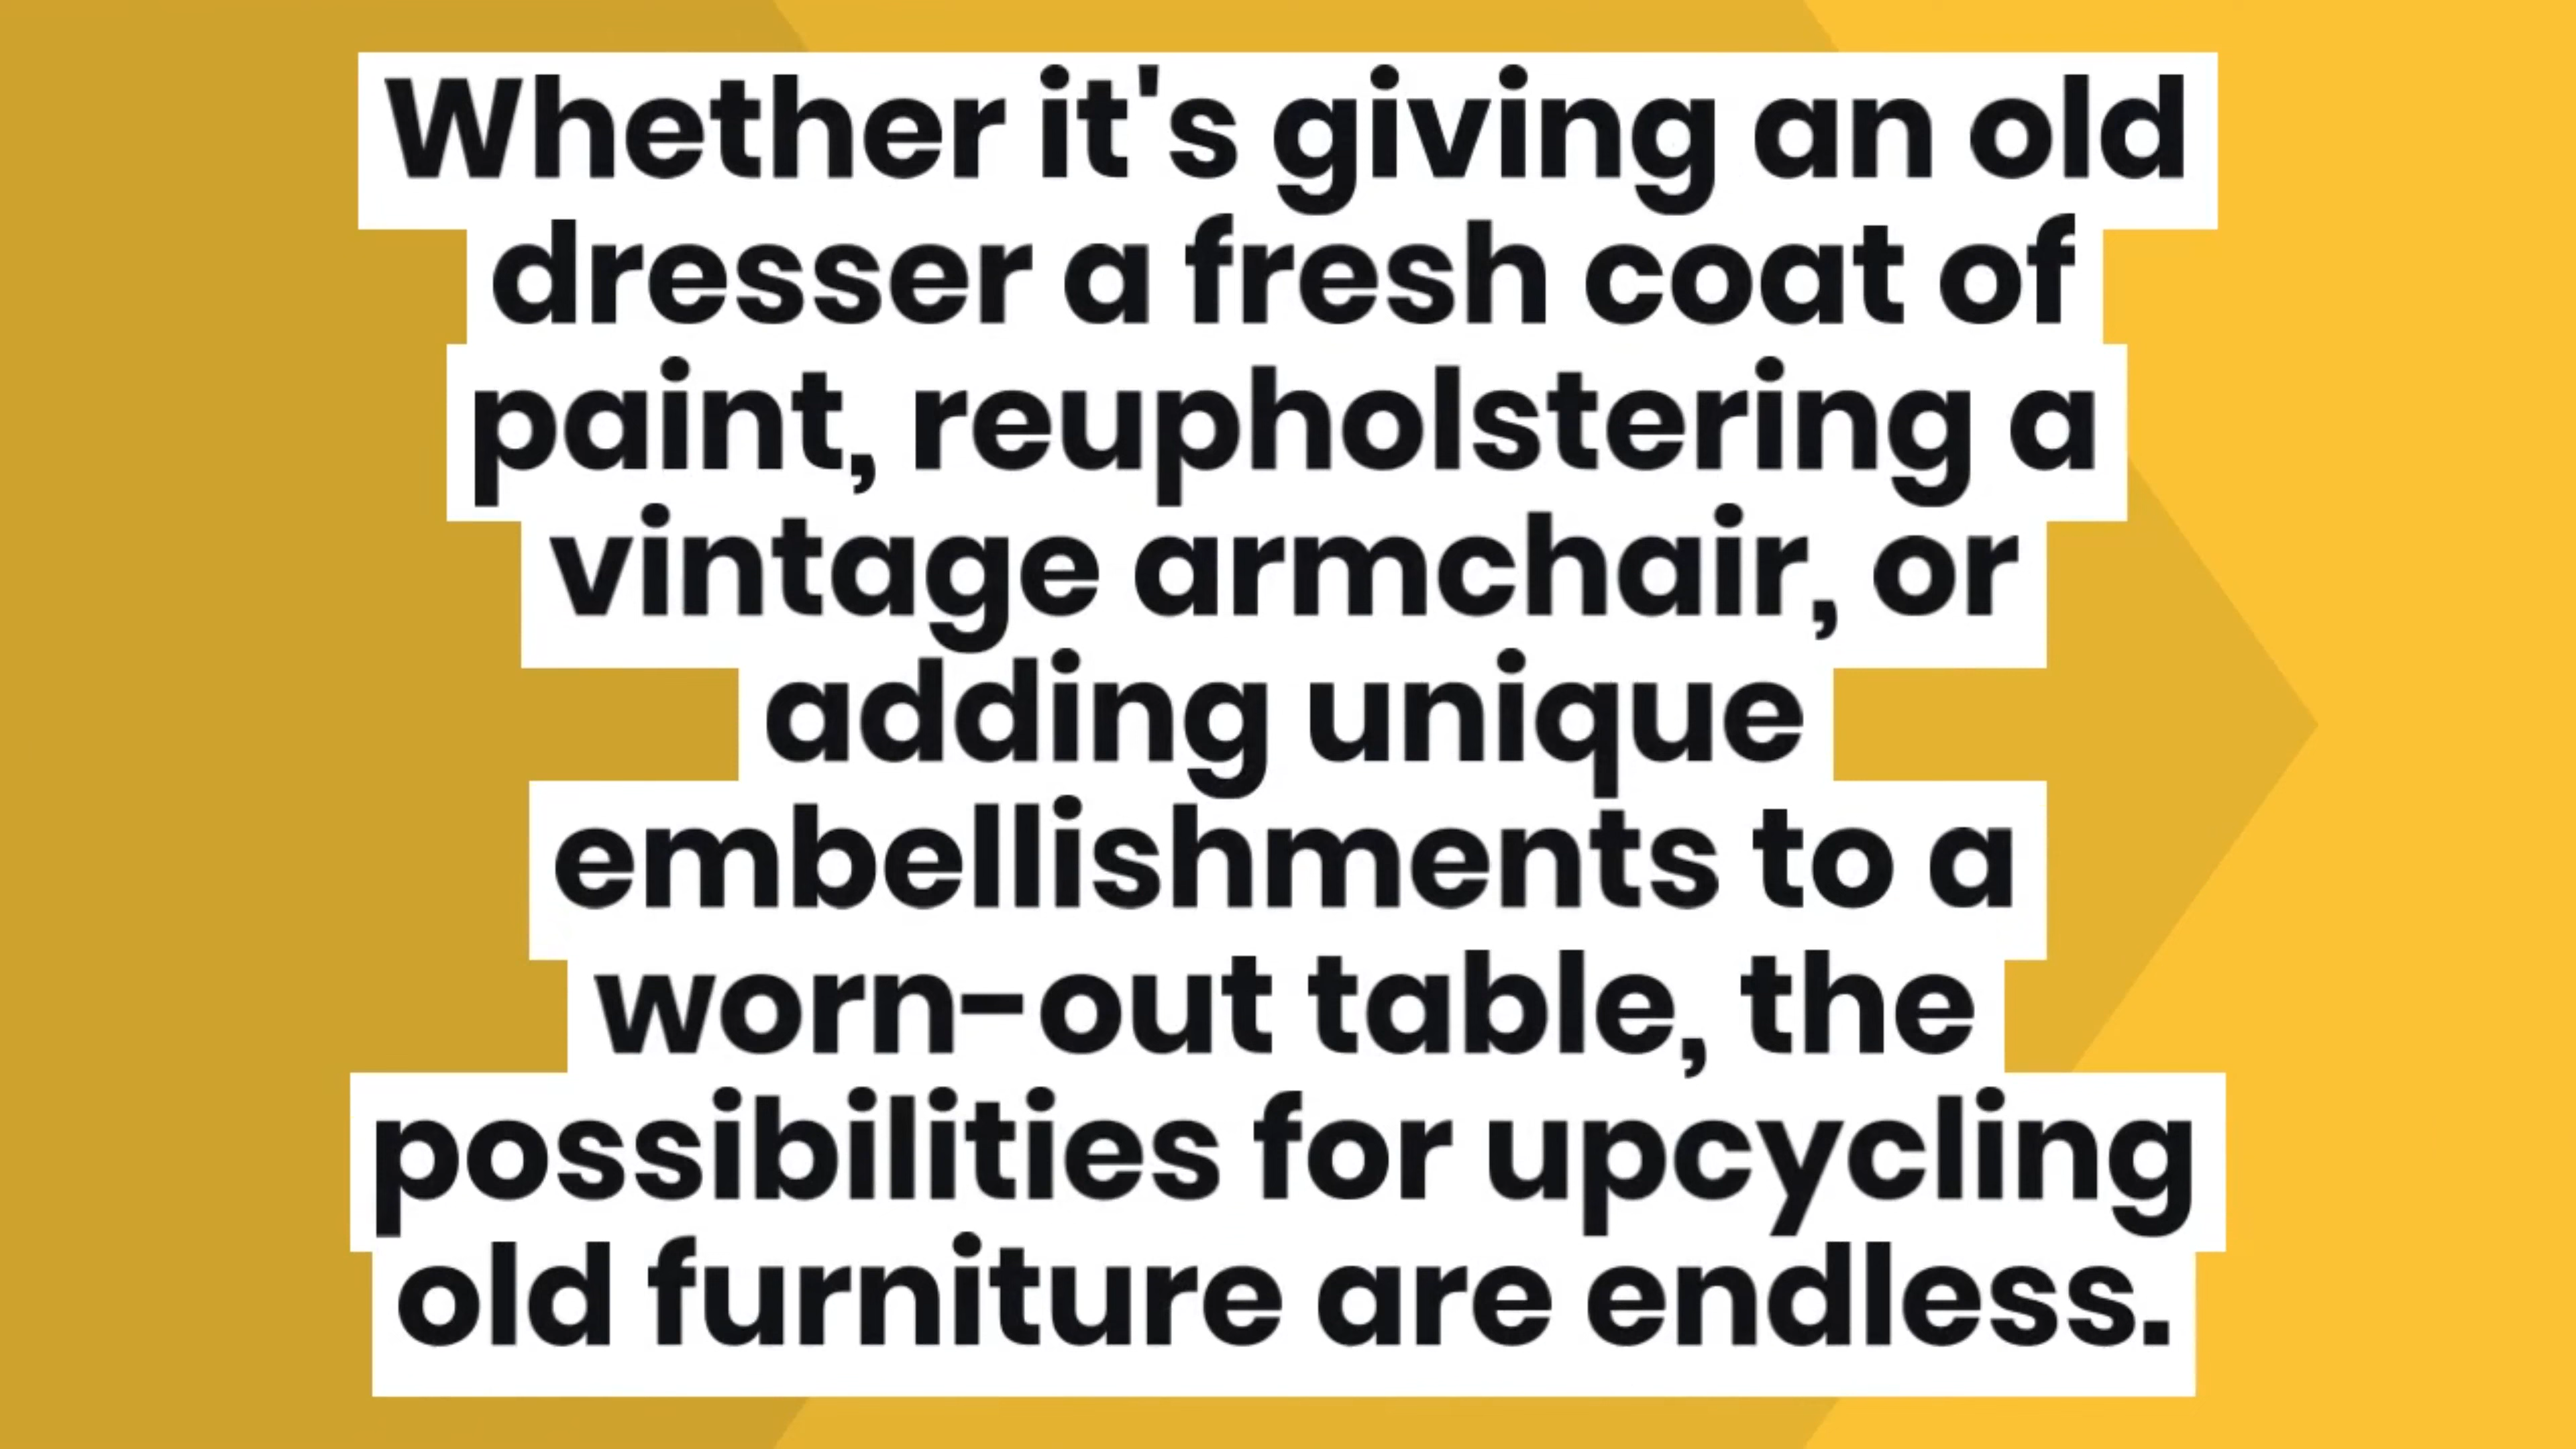 Whether it's giving an old
dresser a fresh coat of
paint, reupholstering a
vintage armchair, or
adding unique
embellishments to a
worn-out table, the
possibilities for upcycling
old furniture are endless.